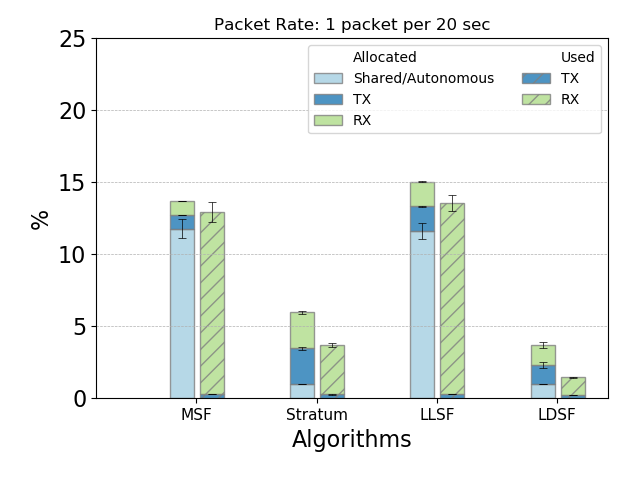 Packet Rate: 1 packet per 20 sec
Allocated
Shared/Autonomous
TX
RX
Used
TX
RX
%
25
20
15
10
5
0
MSF
Stratum
LLSF
LDSF
Algorithms